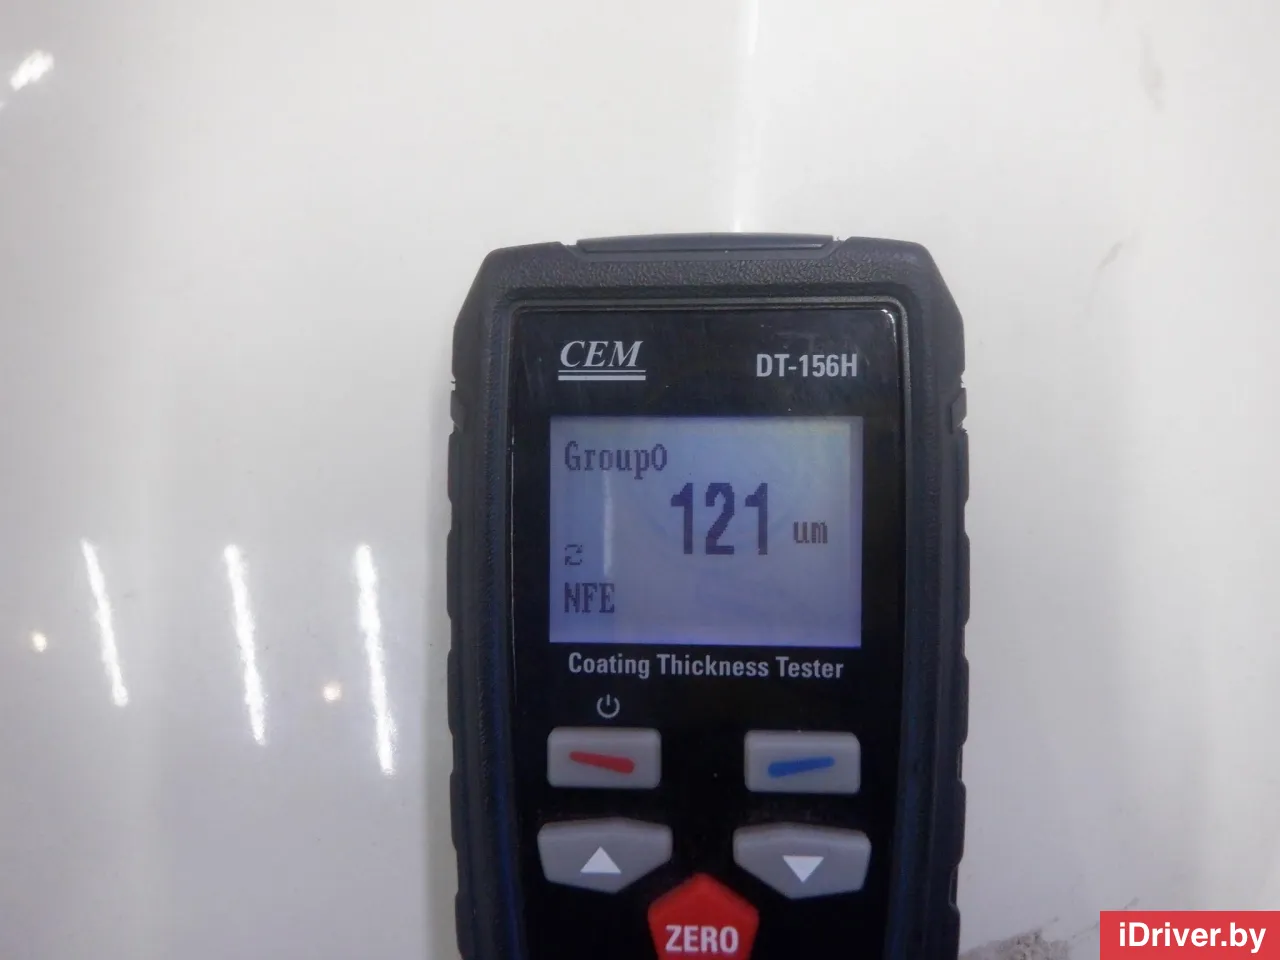 CEM
DT-156H
Group0
121 um
NFE
Coating Thickness Tester
ZERO
iDriver.by